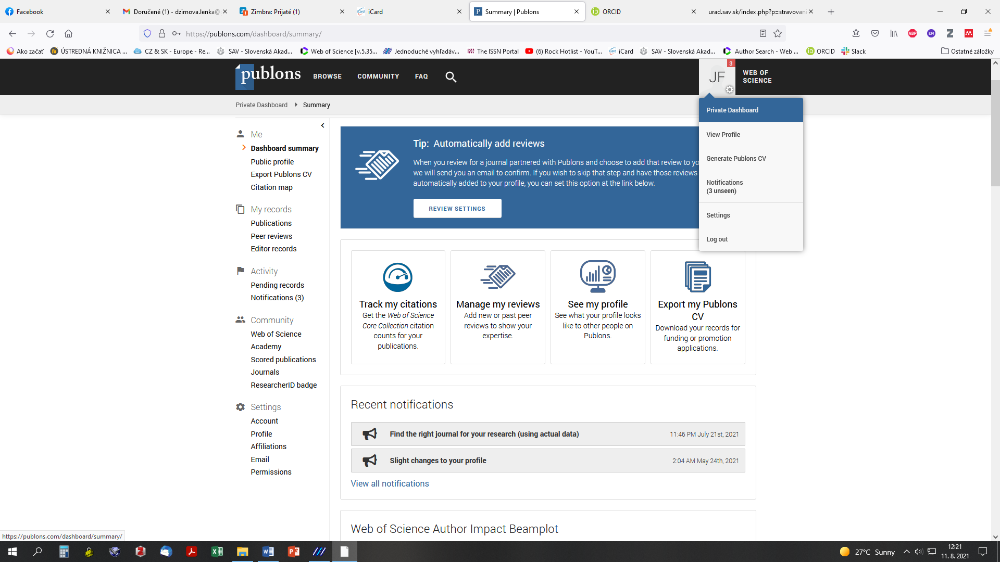 Facebook
Doručené (1) - dzimova.lenka@
Zimbra: Prijaté (1)
iCard
Summary | Publons
ORCID
urad.sav.sk/index.php?p=stravovani
https://publons.com/dashboard/summary/
Ako začať
ÚSTREDNÁ KNIŽNICA ...
CZ & SK - Europe - Re...
SAV - Slovenská Akad...
Web of Science [v.5.35...
Jednoduché vyhľadáv...
The ISSN Portal
(6) Rock Hotlist - YouT...
iCard
SAV - Slovenská Akad...
Author Search - Web ...
ORCID
Slack
Ostatné záložky
publons
BROWSE
COMMUNITY
FAQ
JF
3
WEB OF
SCIENCE
Private Dashboard
Summary
Private Dashboard
View Profile
Generate Publons CV
Notifications
(3 unseen)
Settings
Log out
Me
Dashboard summary
Public profile
Export Publons CV
Citation map
My records
Publications
Peer reviews
Editor records
Activity
Pending records
Notifications (3)
Community
Web of Science
Academy
Scored publications
Journals
ResearcherID badge
Settings
Account
Profile
Affiliations
Email
Permissions
Tip: Automatically add reviews
When you review for a journal partnered with Publons and choose to add that review to yo
we will send you an email to confirm. If you wish to skip that step and have those reviews
automatically added to your profile, you can set this option at the link below.
REVIEW SETTINGS
Track my citations
Get the Web of Science
Core Collection citation
counts for your
publications.
Manage my reviews
Add new or past peer
reviews to show your
expertise.
See my profile
See what your profile looks
like to other people on
Publons.
Export my Publons
CV
Download your records for
funding or promotion
applications.
Recent notifications
Find the right journal for your research (using actual data)
11:46 PM July 21st, 2021
Slight changes to your profile
2:04 AM May 24th, 2021
View all notifications
Web of Science Author Impact Beamplot
https://publons.com/dashboard/summary/
27°C Sunny
12:21
11. 8. 2021